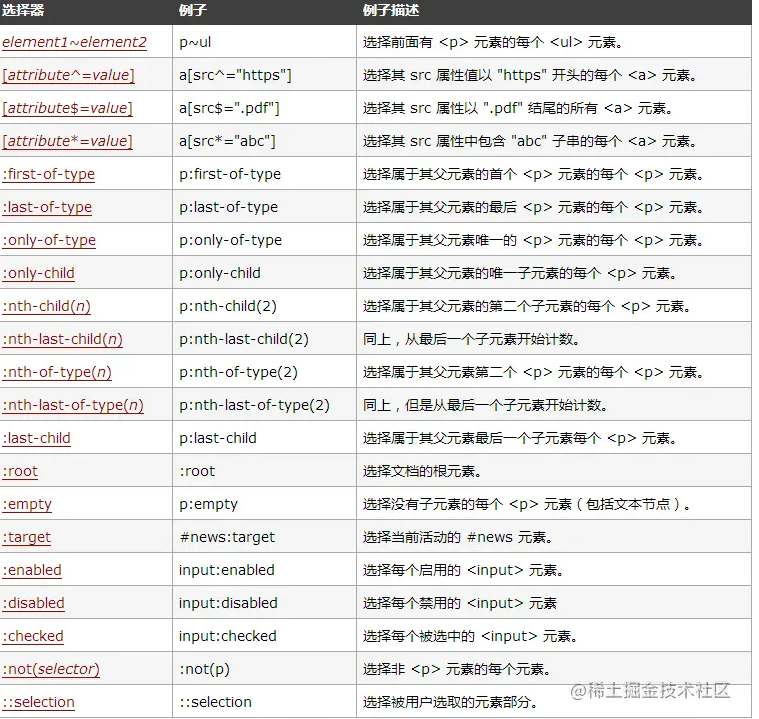 选择器 例子 例子描述
element1~element2 p~ul 选择前面有 <p> 元素的每个 <ul> 元素。
[attribute^=value] a[src^="https"] 选择其 src 属性值以 "https" 开头的每个 <a> 元素。
[attribute$=value] a[src$=".pdf"] 选择其 src 属性以 ".pdf" 结尾的所有 <a> 元素。
[attribute*=value] a[src*="abc"] 选择其 src 属性中包含 "abc" 子串的每个 <a> 元素。
:first-of-type p:first-of-type 选择属于其父元素的首个 <p> 元素的每个 <p> 元素。
:last-of-type p:last-of-type 选择属于其父元素的最后 <p> 元素的每个 <p> 元素。
:only-of-type p:only-of-type 选择属于其父元素唯一的 <p> 元素的每个 <p> 元素。
:only-child p:only-child 选择属于其父元素的唯一子元素的每个 <p> 元素。
:nth-child(n) p:nth-child(2) 选择属于其父元素的第二个子元素的每个 <p> 元素。
:nth-last-child(n) p:nth-last-child(2) 同上，从最后一个子元素开始计数。
:nth-of-type(n) p:nth-of-type(2) 选择属于其父元素第二个 <p> 元素的每个 <p> 元素。
:nth-last-of-type(n) p:nth-last-of-type(2) 同上，但是从最后一个子元素开始计数。
:last-child p:last-child 选择属于其父元素最后一个子元素每个 <p> 元素。
:root :root 选择文档的根元素。
:empty p:empty 选择没有子元素的每个 <p> 元素（包括文本节点）。
:target #news:target 选择当前活动的 #news 元素。
:enabled input:enabled 选择每个启用的 <input> 元素。
:disabled input:disabled 选择每个禁用的 <input> 元素
:checked input:checked 选择每个被选中的 <input> 元素。
:not(selector) :not(p) 选择非 <p> 元素的每个元素。
::selection ::selection 选择被用户选取的元素部分。
@稀土掘金技术社区